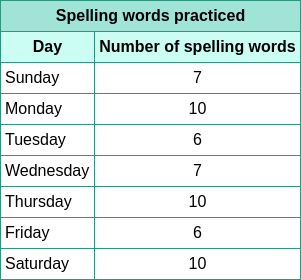 Spelling words practiced
Day Number of spelling words
Sunday 7
Monday 10
Tuesday 6
Wednesday 7
Thursday 10
Friday 6
Saturday 10